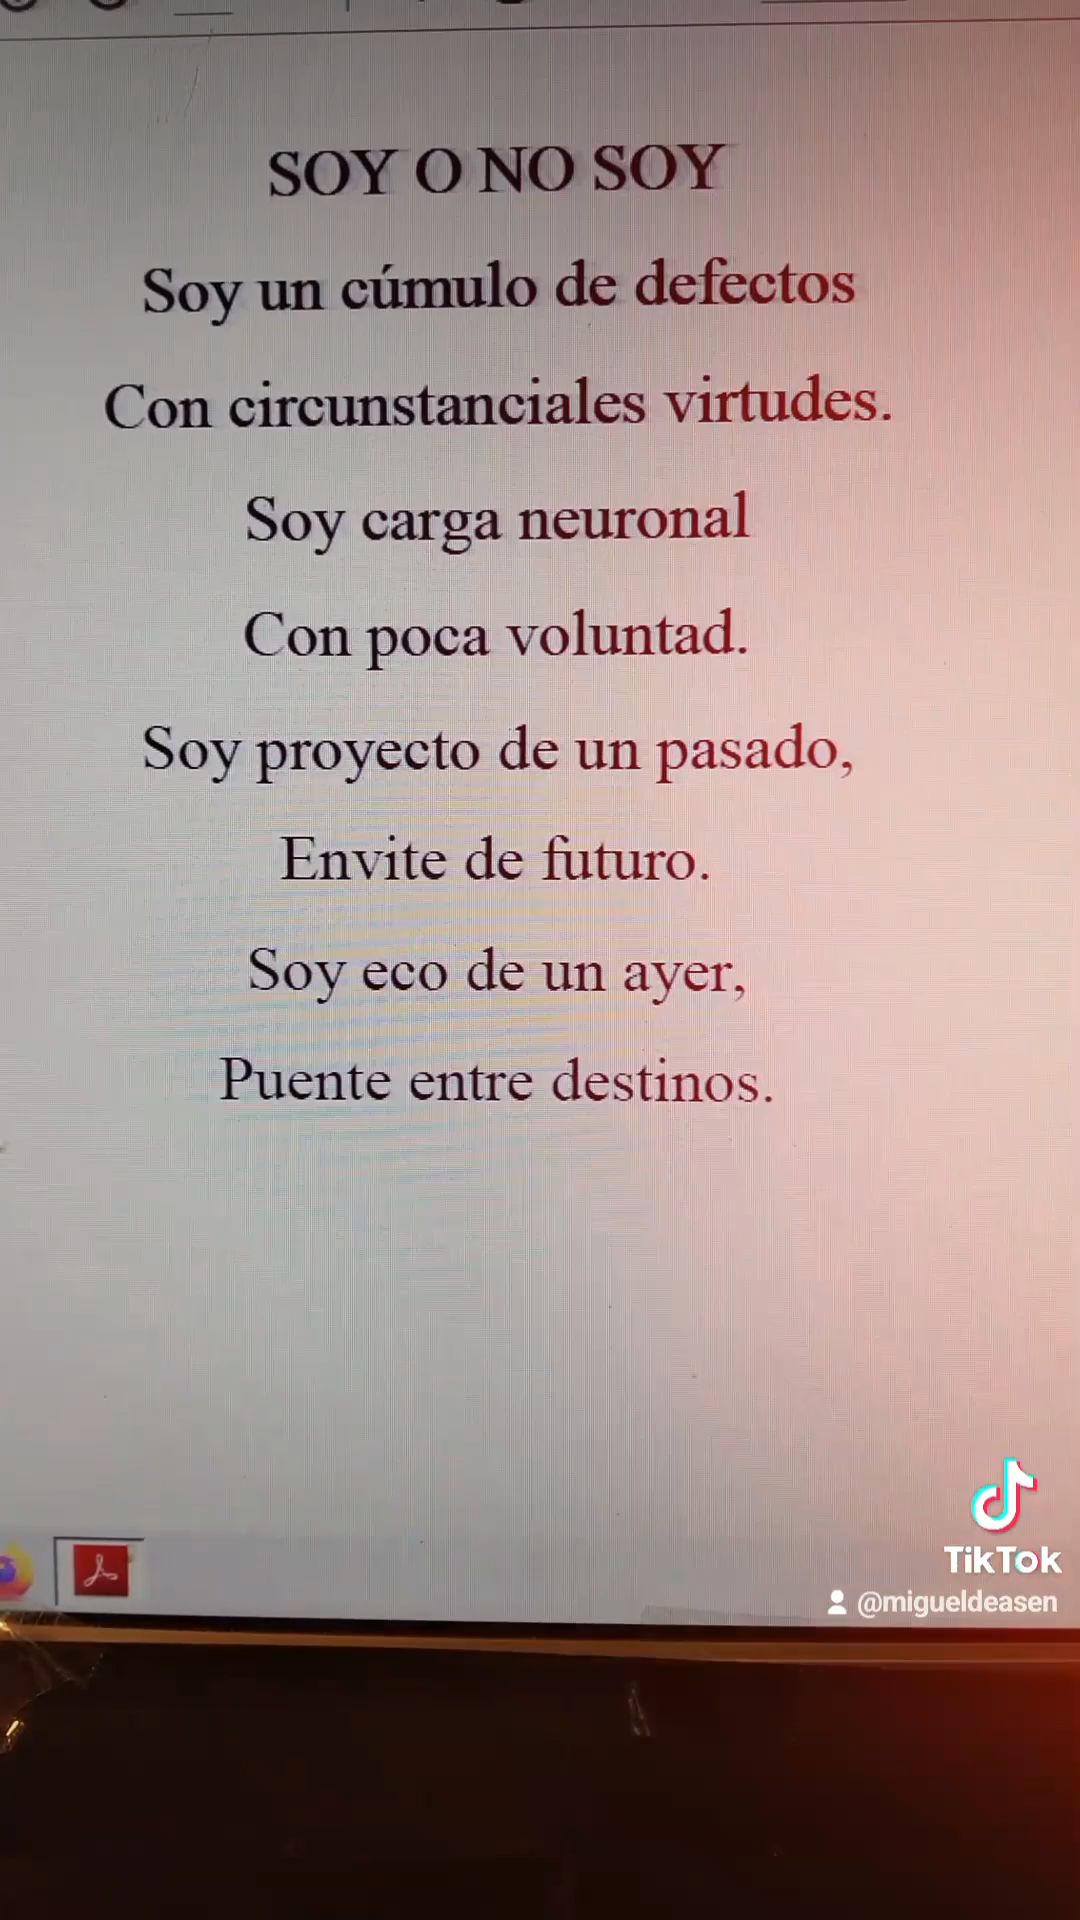 SOY O NO SOY
Soy un cúmulo de defectos
Con circunstanciales virtudes.
Soy carga neuronal
Con poca voluntad.
Soy proyecto de un pasado,
Envite de futuro.
Soy eco de un ayer,
Puente entre destinos.
TikTok
@migueldeasen